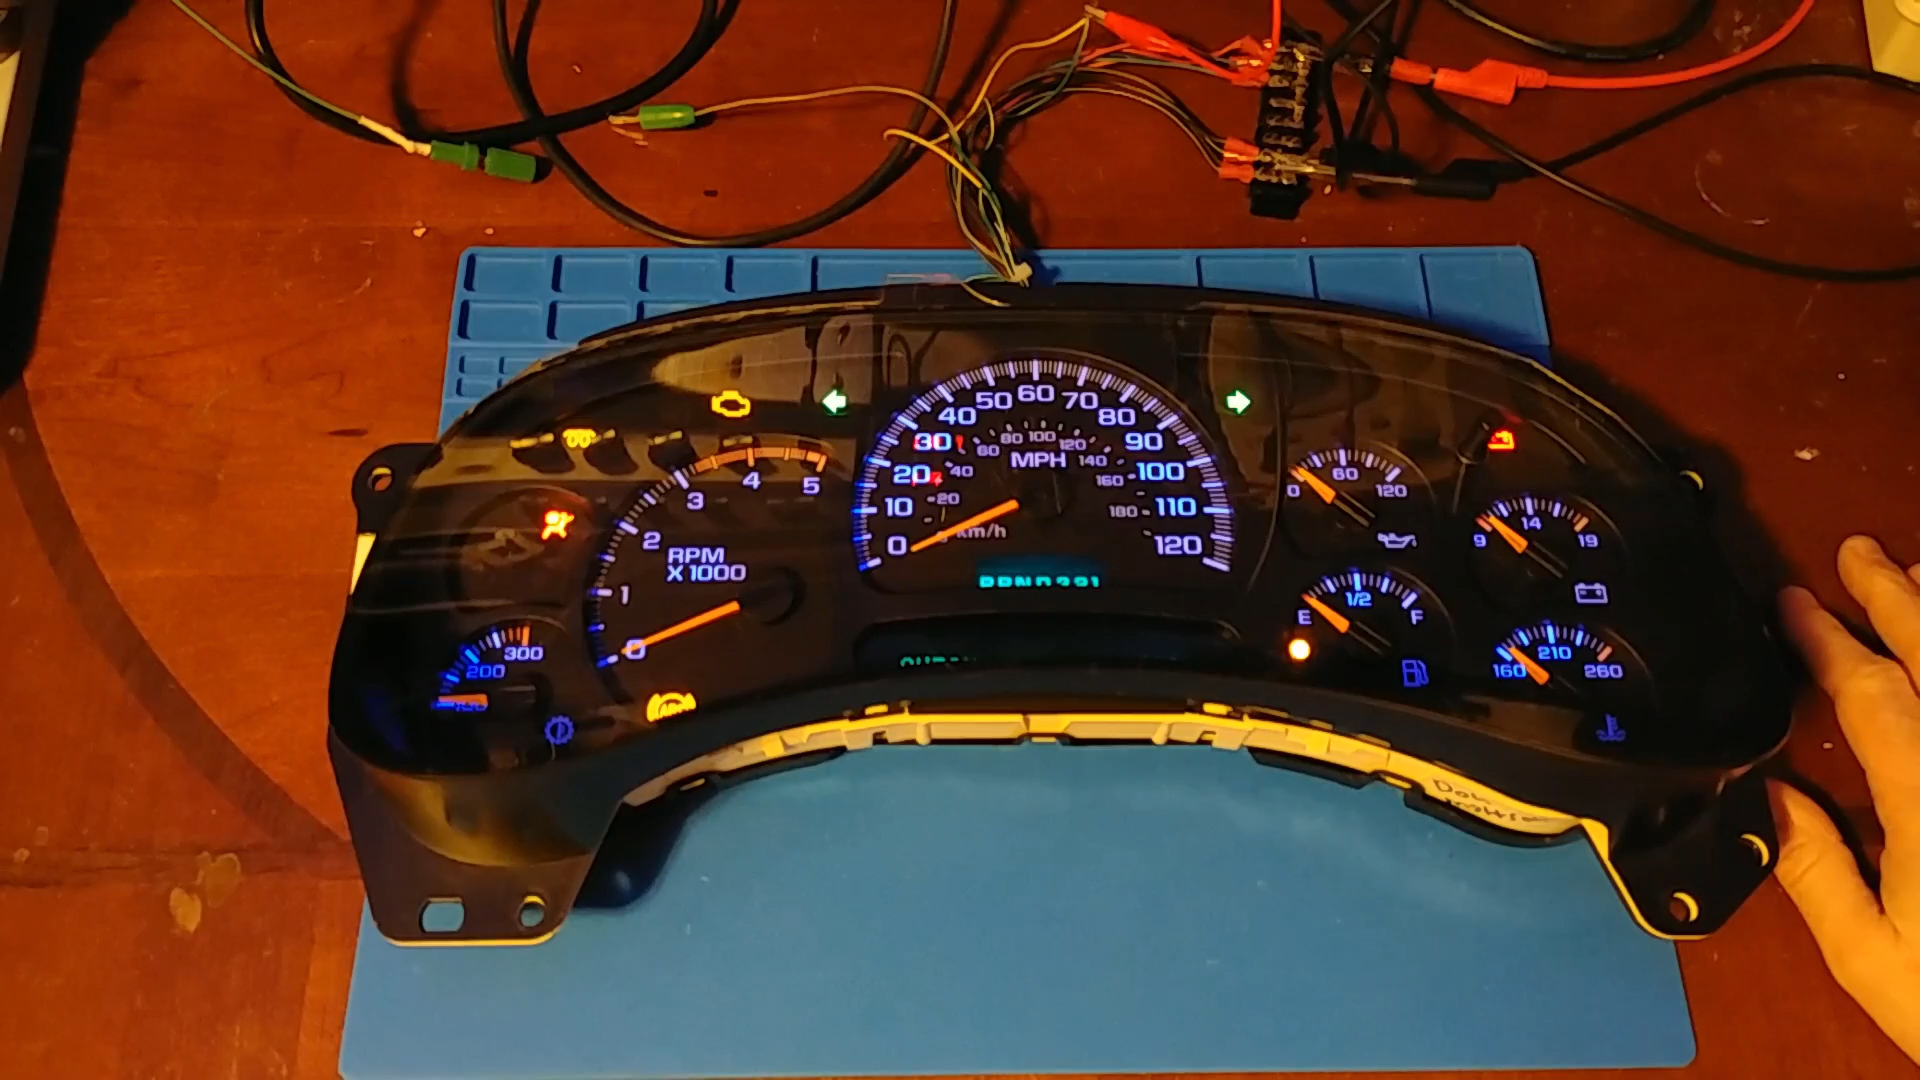 60
50 70
40 80
30 90
20 100
10 110
0 120
80 100 120
60 140
40 160
20 180
MPH
km/h
PRND321
0 1 2 3 4 5
RPM
X1000
200 300
0 60 120
9 14 19
E 1/2 F
160 210 260